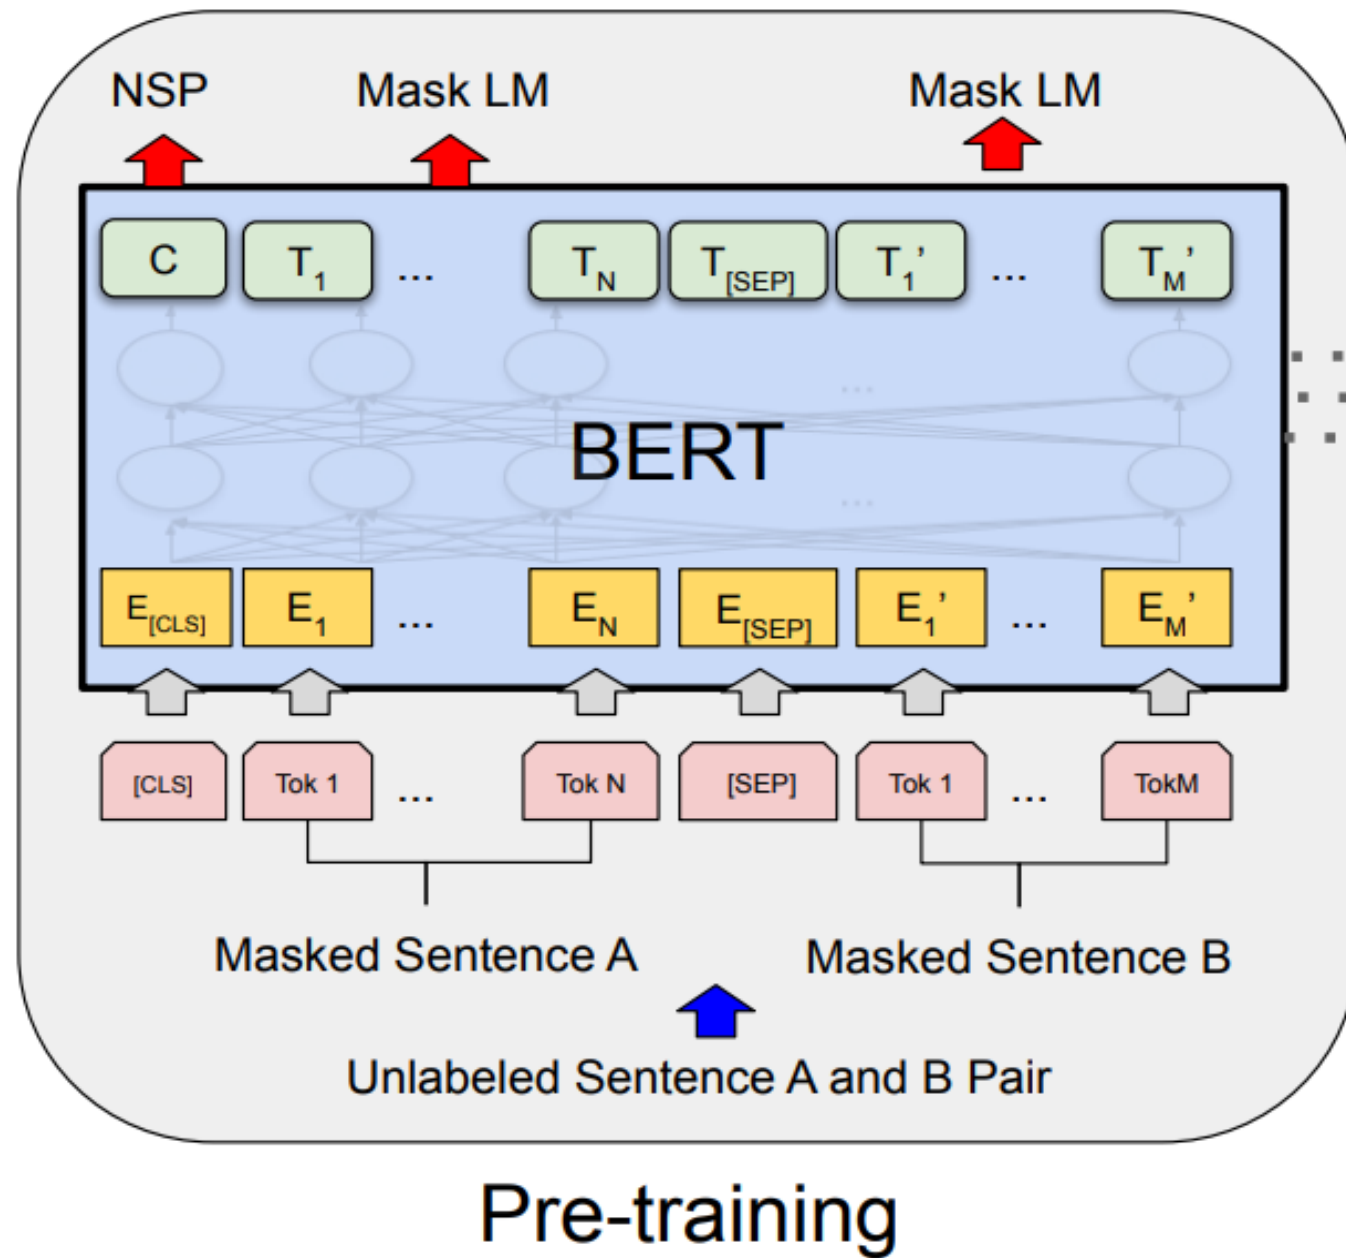 NSP Mask LM Mask LM
C T1 ... TN T[SEP] T1’ ... TM’
...
BERT
...
E[CLS] E1 ... EN E[SEP] E1’ ... EM’
[CLS] Tok 1 ... Tok N [SEP] Tok 1 ... TokM
Masked Sentence A Masked Sentence B
Unlabeled Sentence A and B Pair
Pre-training